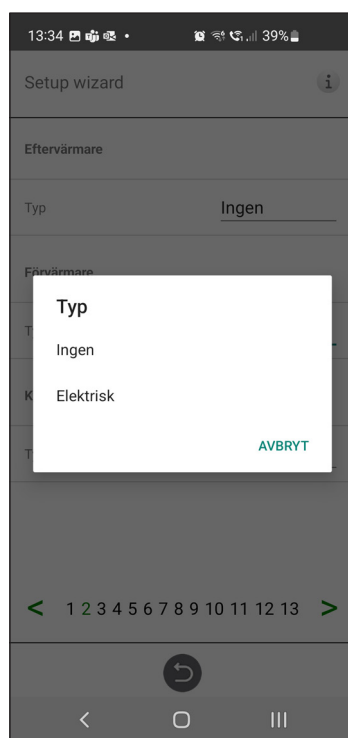 13:34 39%
Setup wizard i
Eftervärmare
Typ Ingen
Förvärmare
Typ
Ingen
Elektrisk
AVBRYT
< 1 2 3 4 5 6 7 8 9 10 11 12 13 >